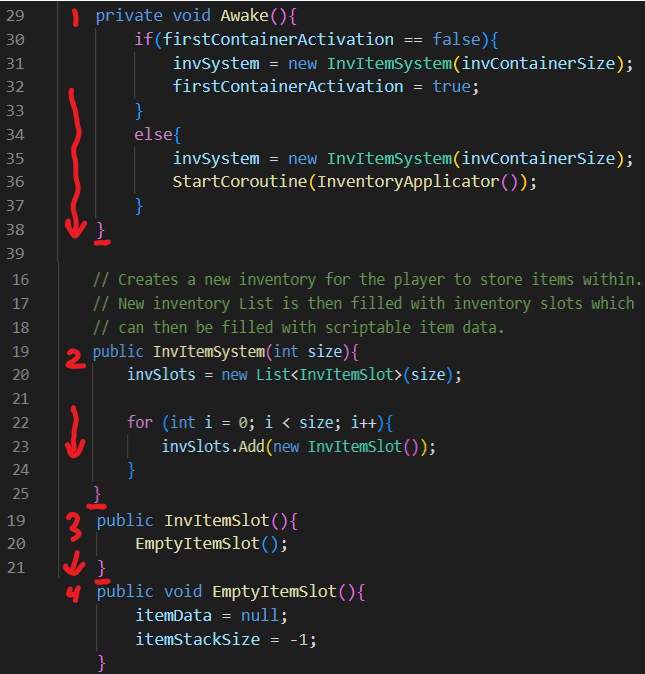 29 1 private void Awake(){
30 if(firstContainerActivation == false){
31 invSystem = new InvItemSystem(invContainerSize);
32 firstContainerActivation = true;
33 }
34 else{
35 invSystem = new InvItemSystem(invContainerSize);
36 StartCoroutine(InventoryApplicator());
37 }
38 }
39
16 // Creates a new inventory for the player to store items within.
17 // New inventory List is then filled with inventory slots which
18 // can then be filled with scriptable item data.
19 2 public InvItemSystem(int size){
20 invSlots = new List<InvItemSlot>(size);
21
22 for (int i = 0; i < size; i++){
23 invSlots.Add(new InvItemSlot());
24 }
25 }
19 3 public InvItemSlot(){
20 EmptyItemSlot();
21 }
4 public void EmptyItemSlot(){
itemData = null;
itemStackSize = -1;
}